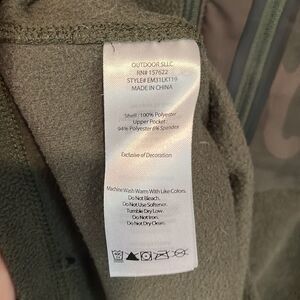 OUTDOOR SLLC
RN# 157622
STYLE# EM31LK119
MADE IN CHINA
Shell : 100% Polyester
Upper Pocket :
94% Polyester 6% Spandex
Exclusive of Decoration
Machine Wash Warm With Like Colors.
Do Not Bleach.
Do Not Use Softener.
Tumble Dry Low.
Do Not Iron.
Do Not Dry Clean.